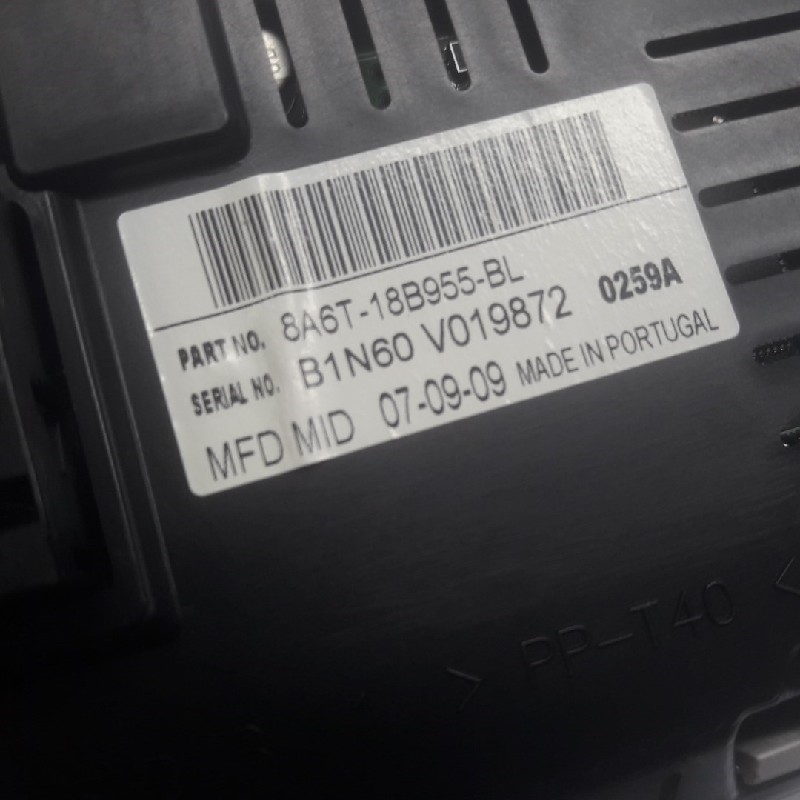 PART NO. 8A6T-18B955-BL
SERIAL NO. B1N60 V019872 0259A
MFD MID 07-09-09 MADE IN PORTUGAL
> PP-T40 <